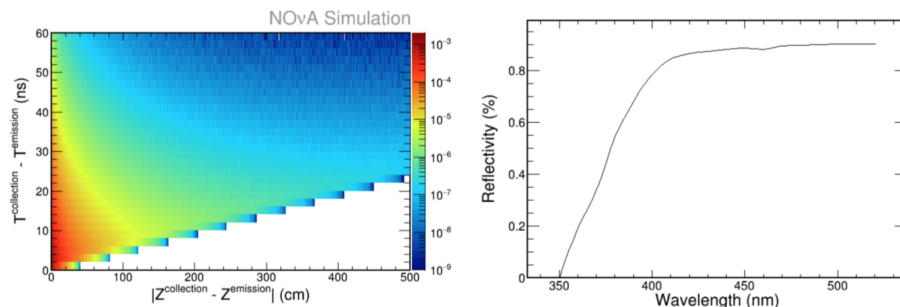 NOνA Simulation
T^collection - T^emission (ns)
60
50
40
30
20
10
0
0 100 200 300 400 500
|Z^collection - Z^emission| (cm)
10^-3
10^-4
10^-5
10^-6
10^-7
10^-8
10^-9
Reflectivity (%)
0.8
0.6
0.4
0.2
0
350 400 450 500
Wavelength (nm)